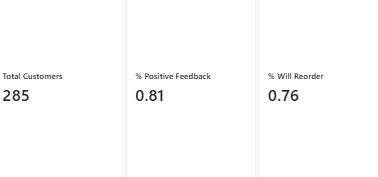 Total Customers
285
% Positive Feedback
0.81
% Will Reorder
0.76